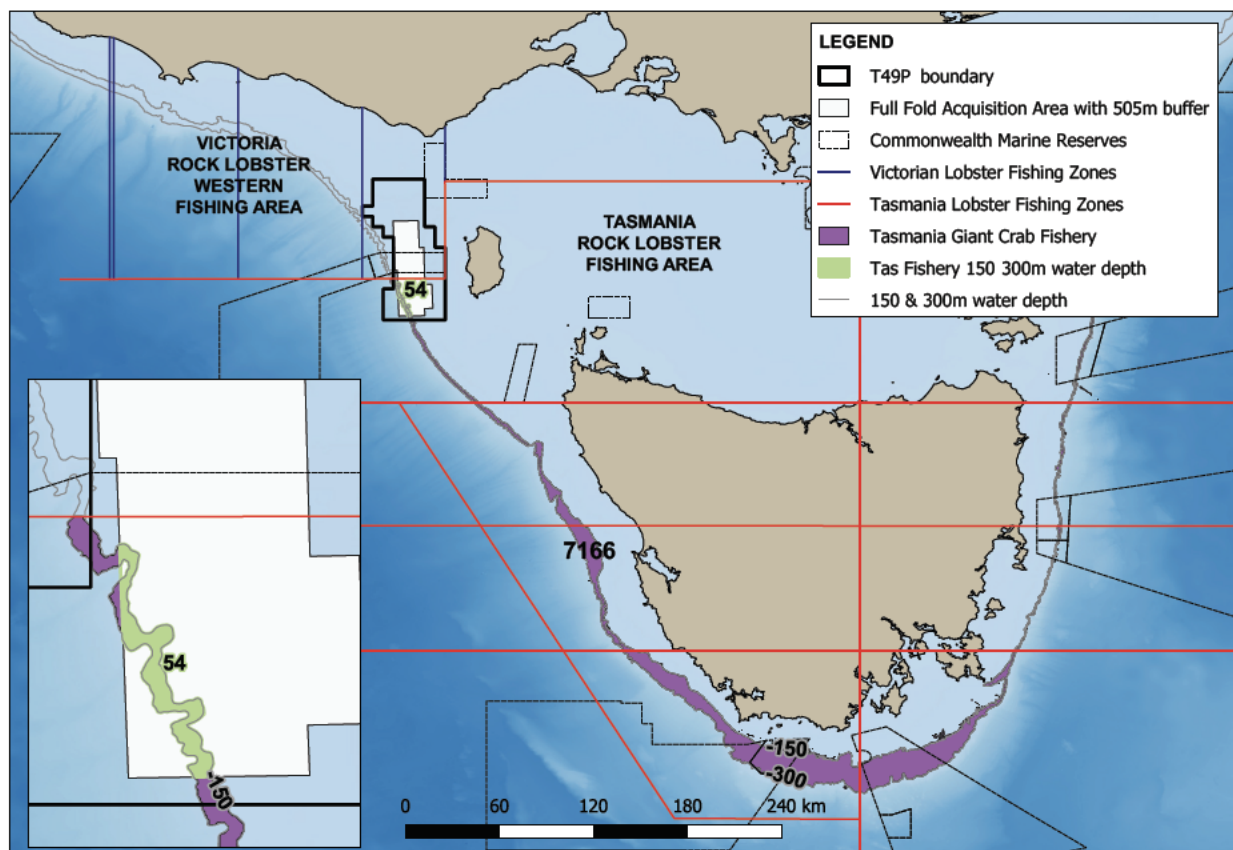 LEGEND
T49P boundary
Full Fold Acquisition Area with 505m buffer
Commonwealth Marine Reserves
Victorian Lobster Fishing Zones
Tasmania Lobster Fishing Zones
Tasmania Giant Crab Fishery
Tas Fishery 150 300m water depth
150 & 300m water depth
VICTORIA
ROCK LOBSTER
WESTERN
FISHING AREA
TASMANIA
ROCK LOBSTER
FISHING AREA
54
7166
54
-150
-150
-300
0 60 120 180 240 km